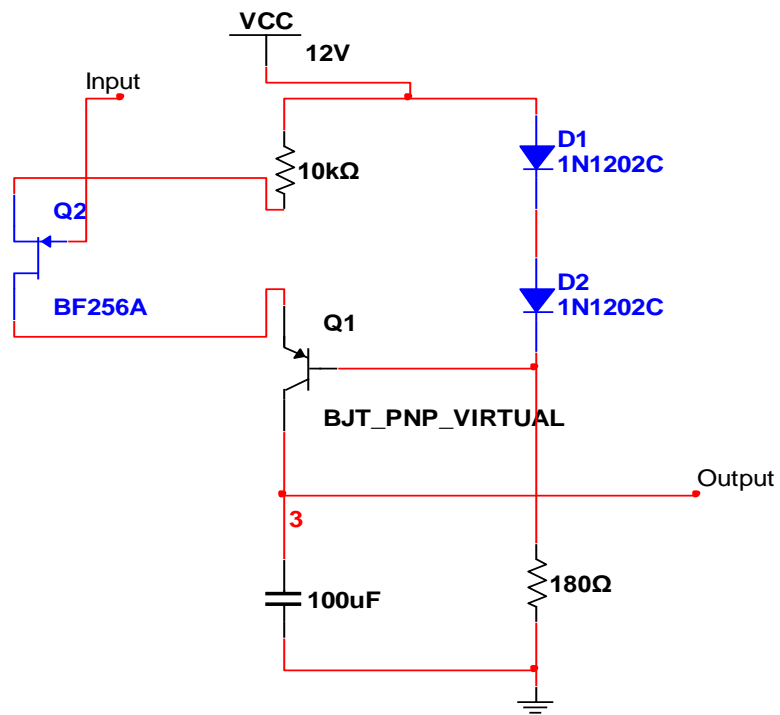 VCC
12V
Input
D1
1N1202C
10kΩ
Q2
D2
1N1202C
BF256A
Q1
BJT_PNP_VIRTUAL
Output
3
100uF
180Ω